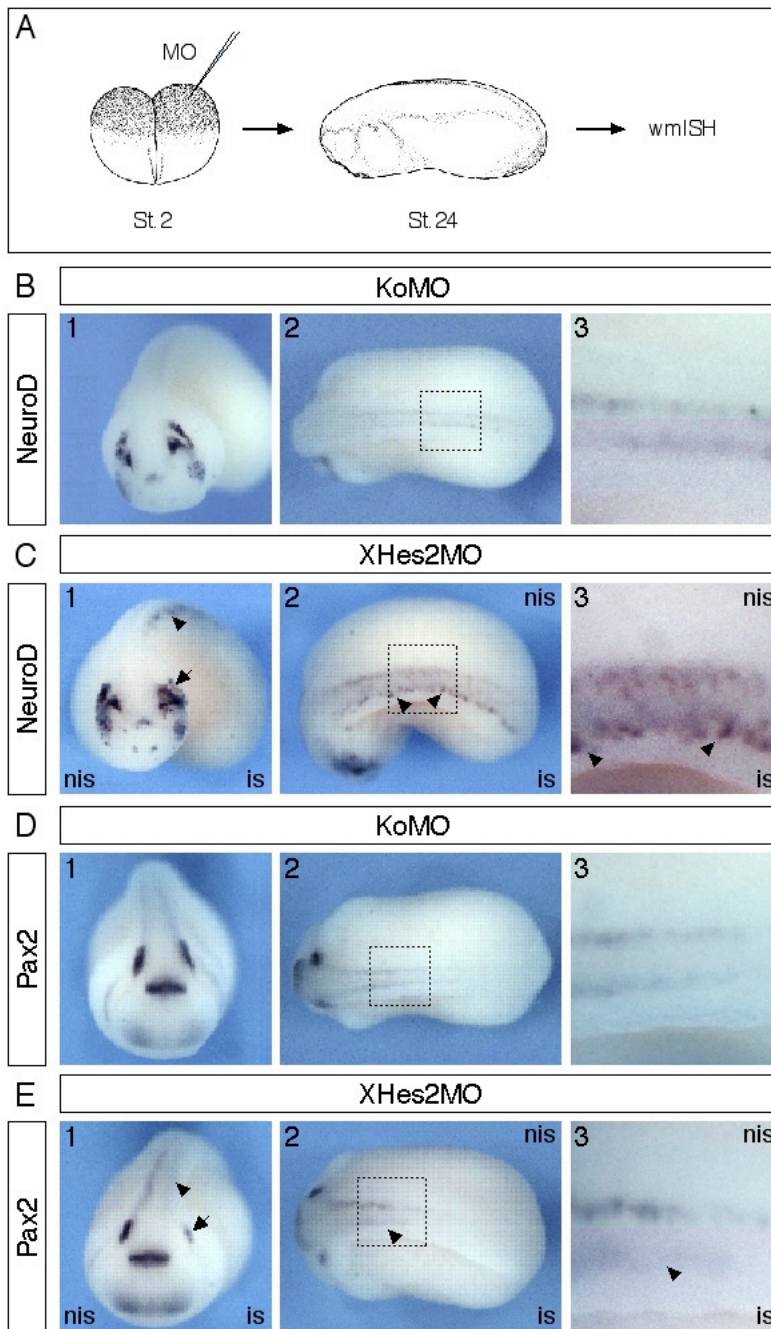 A
MO
wmISH
St. 2
St. 24
B
KoMO
NeuroD
1
2
3
C
XHes2MO
NeuroD
1
2
nis
3
nis
nis
is
is
is
D
KoMO
Pax2
1
2
3
E
XHes2MO
Pax2
1
2
nis
3
nis
nis
is
is
is